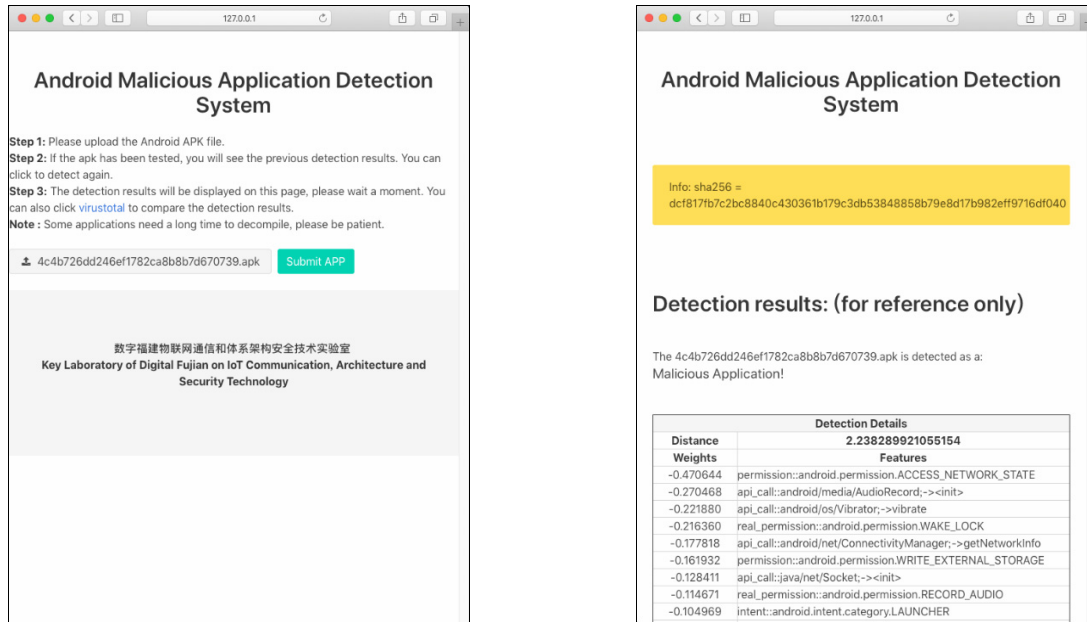 127.0.0.1
Android Malicious Application Detection
System
Step 1: Please upload the Android APK file.
Step 2: If the apk has been tested, you will see the previous detection results. You can
click to detect again.
Step 3: The detection results will be displayed on this page, please wait a moment. You
can also click virustotal to compare the detection results.
Note : Some applications need a long time to decompile, please be patient.
4c4b726dd246ef1782ca8b8b7d670739.apk Submit APP
数字福建物联网通信和体系架构安全技术实验室
Key Laboratory of Digital Fujian on IoT Communication, Architecture and
Security Technology
127.0.0.1
Android Malicious Application Detection
System
Info: sha256 =
dcf817fb7c2bc8840c430361b179c3db53848858b79e8d17b982eff9716df040
Detection results: (for reference only)
The 4c4b726dd246ef1782ca8b8b7d670739.apk is detected as a:
Malicious Application!
Detection Details
Distance 2.238289921055154
Weights Features
-0.470644 permission::android.permission.ACCESS_NETWORK_STATE
-0.270468 api_call::android/media/AudioRecord;-><init>
-0.221880 api_call::android/os/Vibrator;->vibrate
-0.216360 real_permission::android.permission.WAKE_LOCK
-0.177818 api_call::android/net/ConnectivityManager;->getNetworkInfo
-0.161932 permission::android.permission.WRITE_EXTERNAL_STORAGE
-0.128411 api_call::java/net/Socket;-><init>
-0.114671 real_permission::android.permission.RECORD_AUDIO
-0.104969 intent::android.intent.category.LAUNCHER